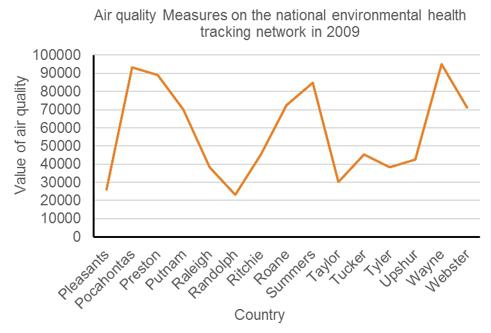 Air quality Measures on the national environmental health
tracking network in 2009
Value of air quality
100000
90000
80000
70000
60000
50000
40000
30000
20000
10000
0
Pleasants
Pocahontas
Preston
Putnam
Raleigh
Randolph
Ritchie
Roane
Summers
Taylor
Tucker
Tyler
Upshur
Wayne
Webster
Country